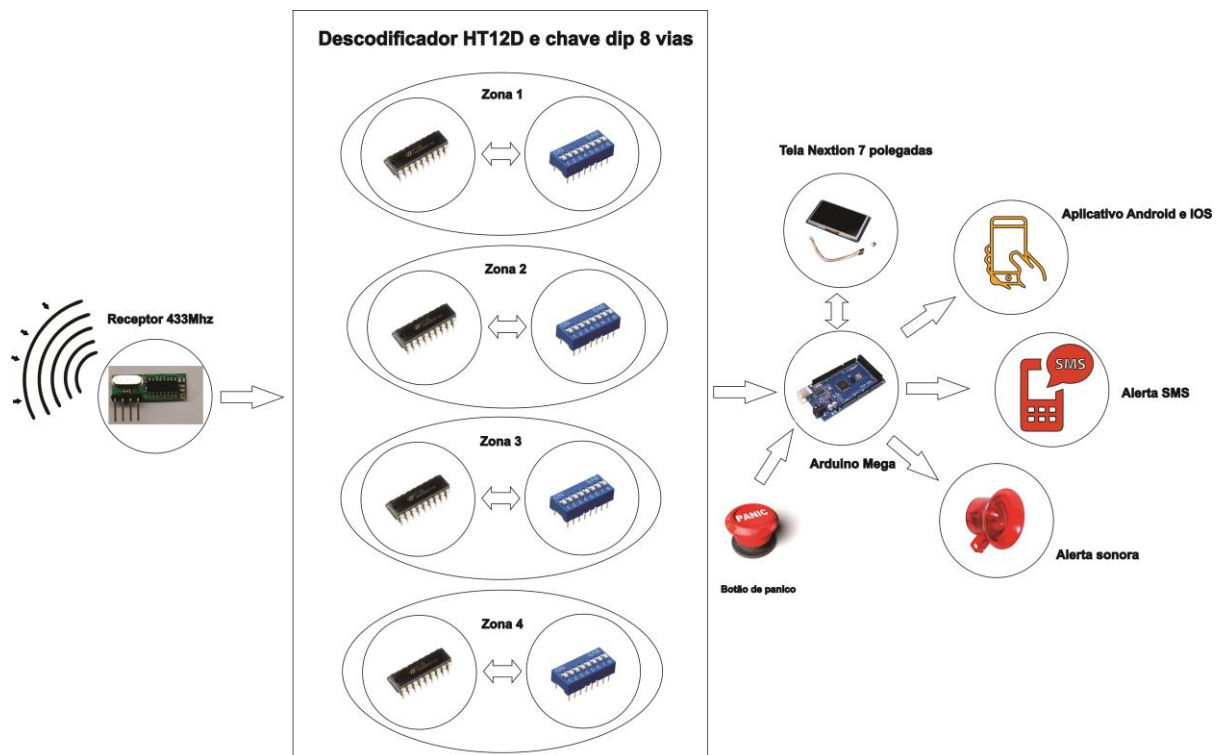 Descodificador HT12D e chave dip 8 vias
Zona 1
Zona 2
Zona 3
Zona 4
Receptor 433Mhz
Tela Nextion 7 polegadas
Aplicativo Android e IOS
SMS
Alerta SMS
Arduino Mega
PANIC
Botão de panico
Alerta sonora